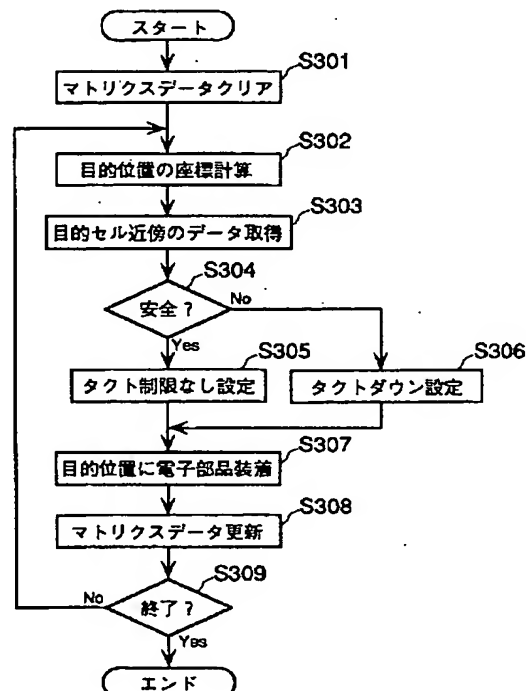 スタート
S301
マトリクスデータクリア
S302
目的位置の座標計算
S303
目的セル近傍のデータ取得
S304
安全?
No
Yes
S305
タクト制限なし設定
S306
タクトダウン設定
S307
目的位置に電子部品装着
S308
マトリクスデータ更新
S309
終了?
No
Yes
エンド